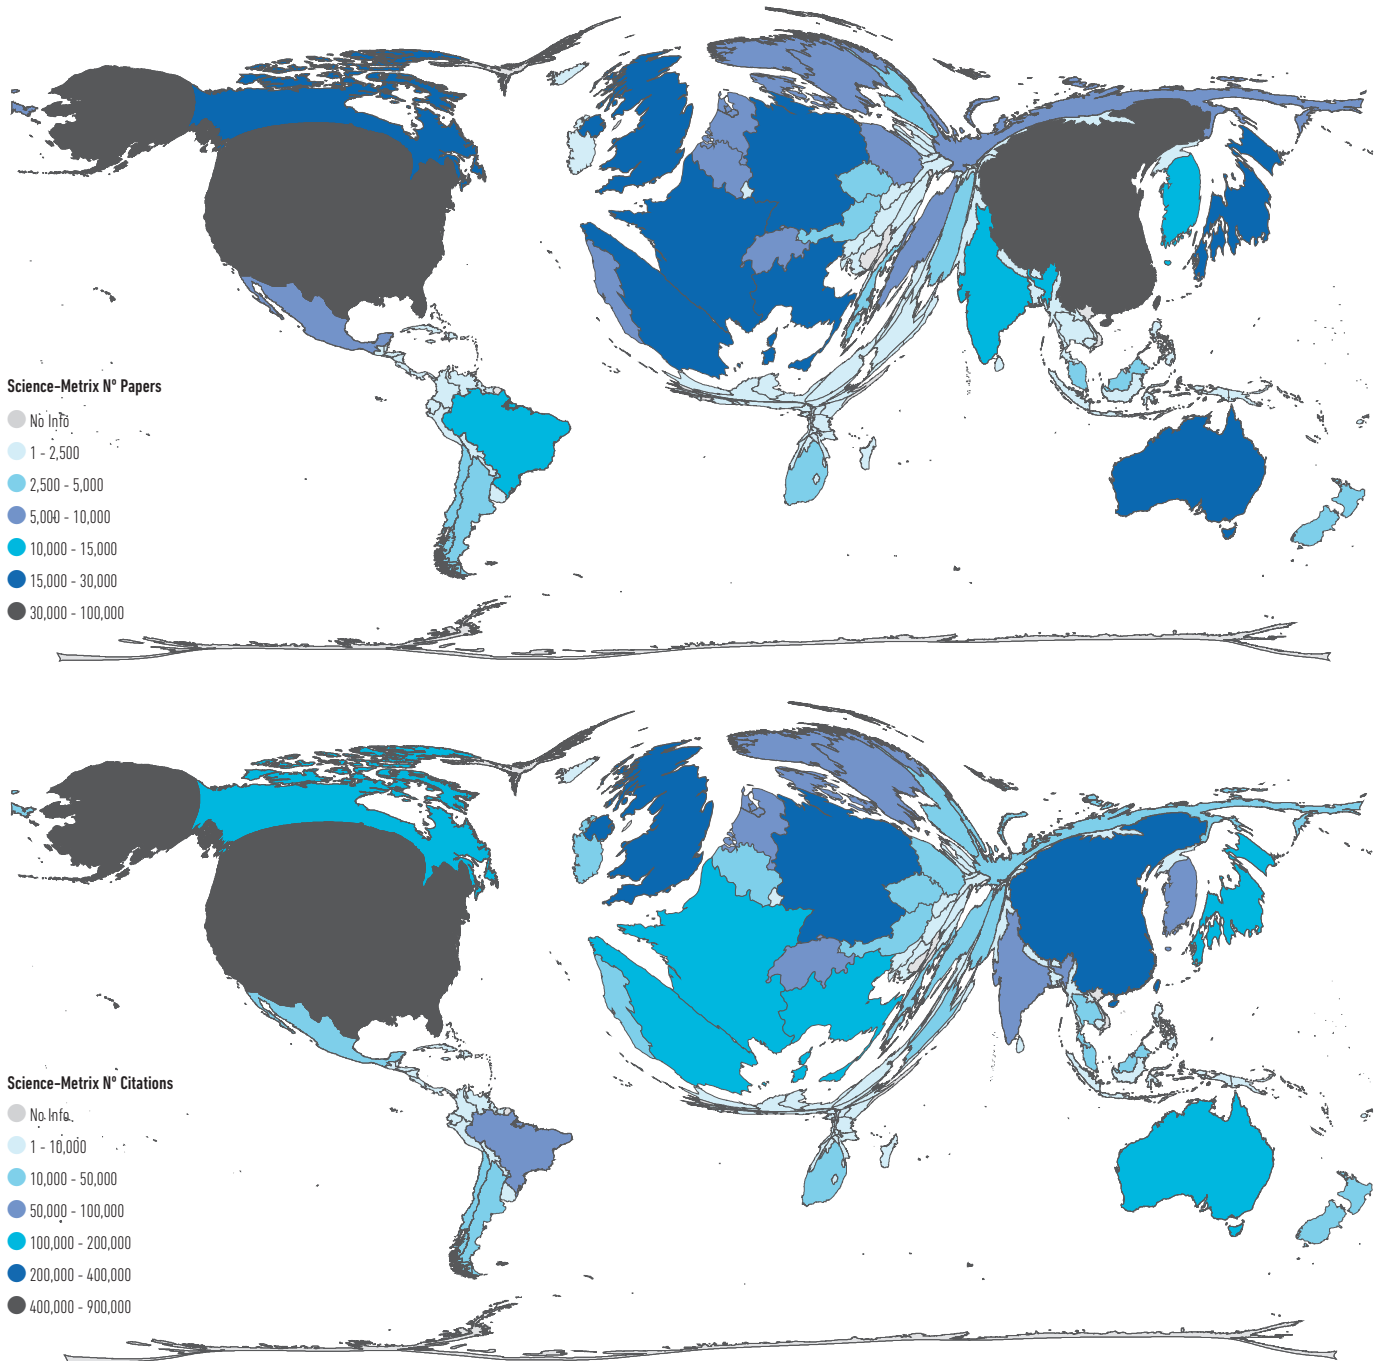 Science-Metrix Nº Papers
No Info
1 - 2,500
2,500 - 5,000
5,000 - 10,000
10,000 - 15,000
15,000 - 30,000
30,000 - 100,000
Science-Metrix Nº Citations
No Info
1 - 10,000
10,000 - 50,000
50,000 - 100,000
100,000 - 200,000
200,000 - 400,000
400,000 - 900,000